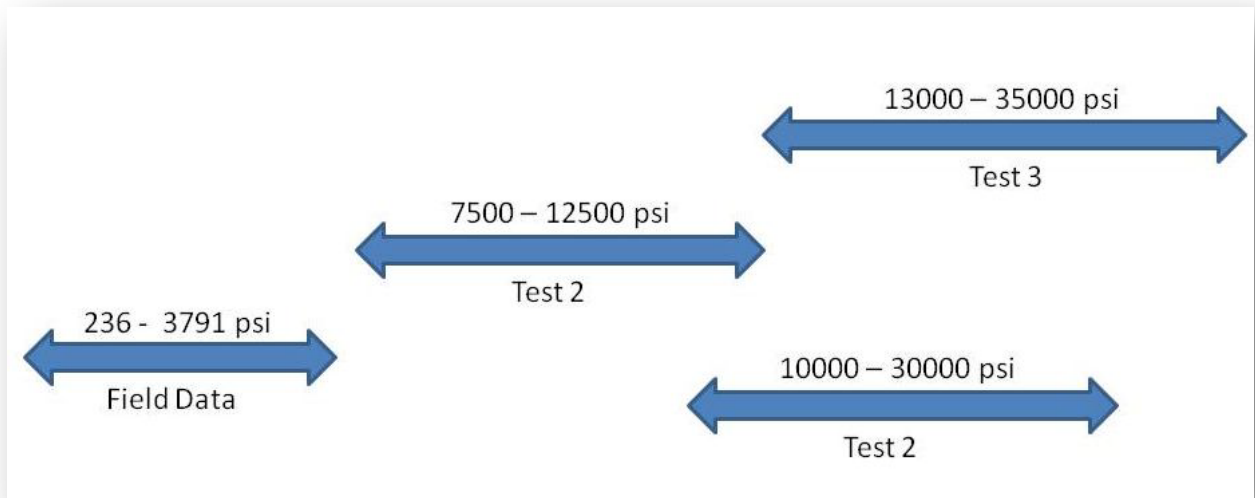 13000 – 35000 psi
Test 3
7500 – 12500 psi
Test 2
236 -  3791 psi
Field Data
10000 – 30000 psi
Test 2